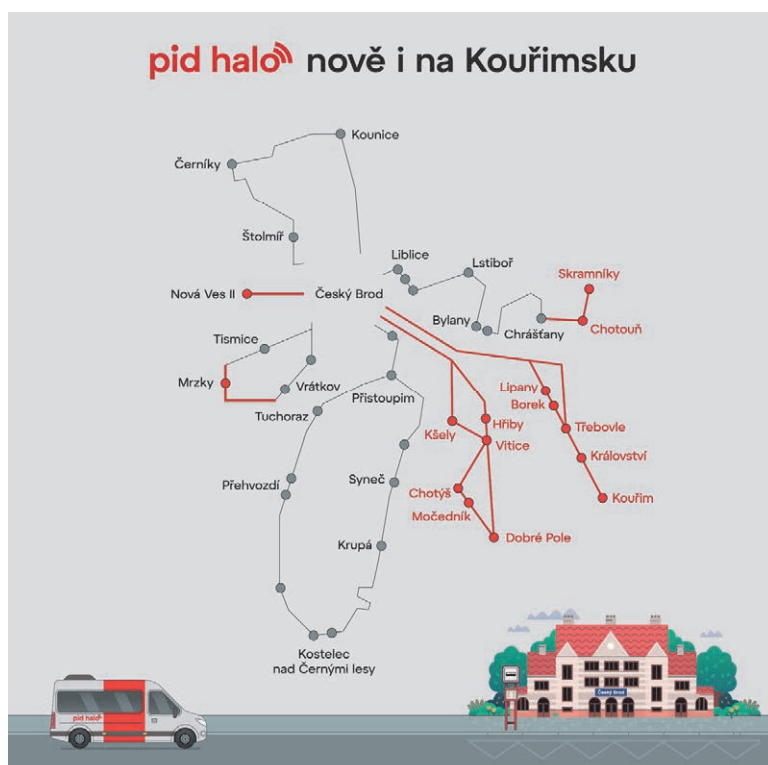 pid halo nově i na Kouřimsku
Kounice
Černíky
Štolmíř
Liblice
Lstiboř
Skramníky
Nová Ves II
Český Brod
Bylany
Chrášťany
Chotouň
Tismice
Mrzky
Vrátkov
Přistoupim
Lipany
Borek
Tuchoraz
Hřiby
Třebovle
Kšely
Vitice
Království
Přehvozdí
Syneč
Chotýš
Kouřim
Močedník
Dobré Pole
Krupá
Kostelec
nad Černými lesy
Český Brod
pid halo